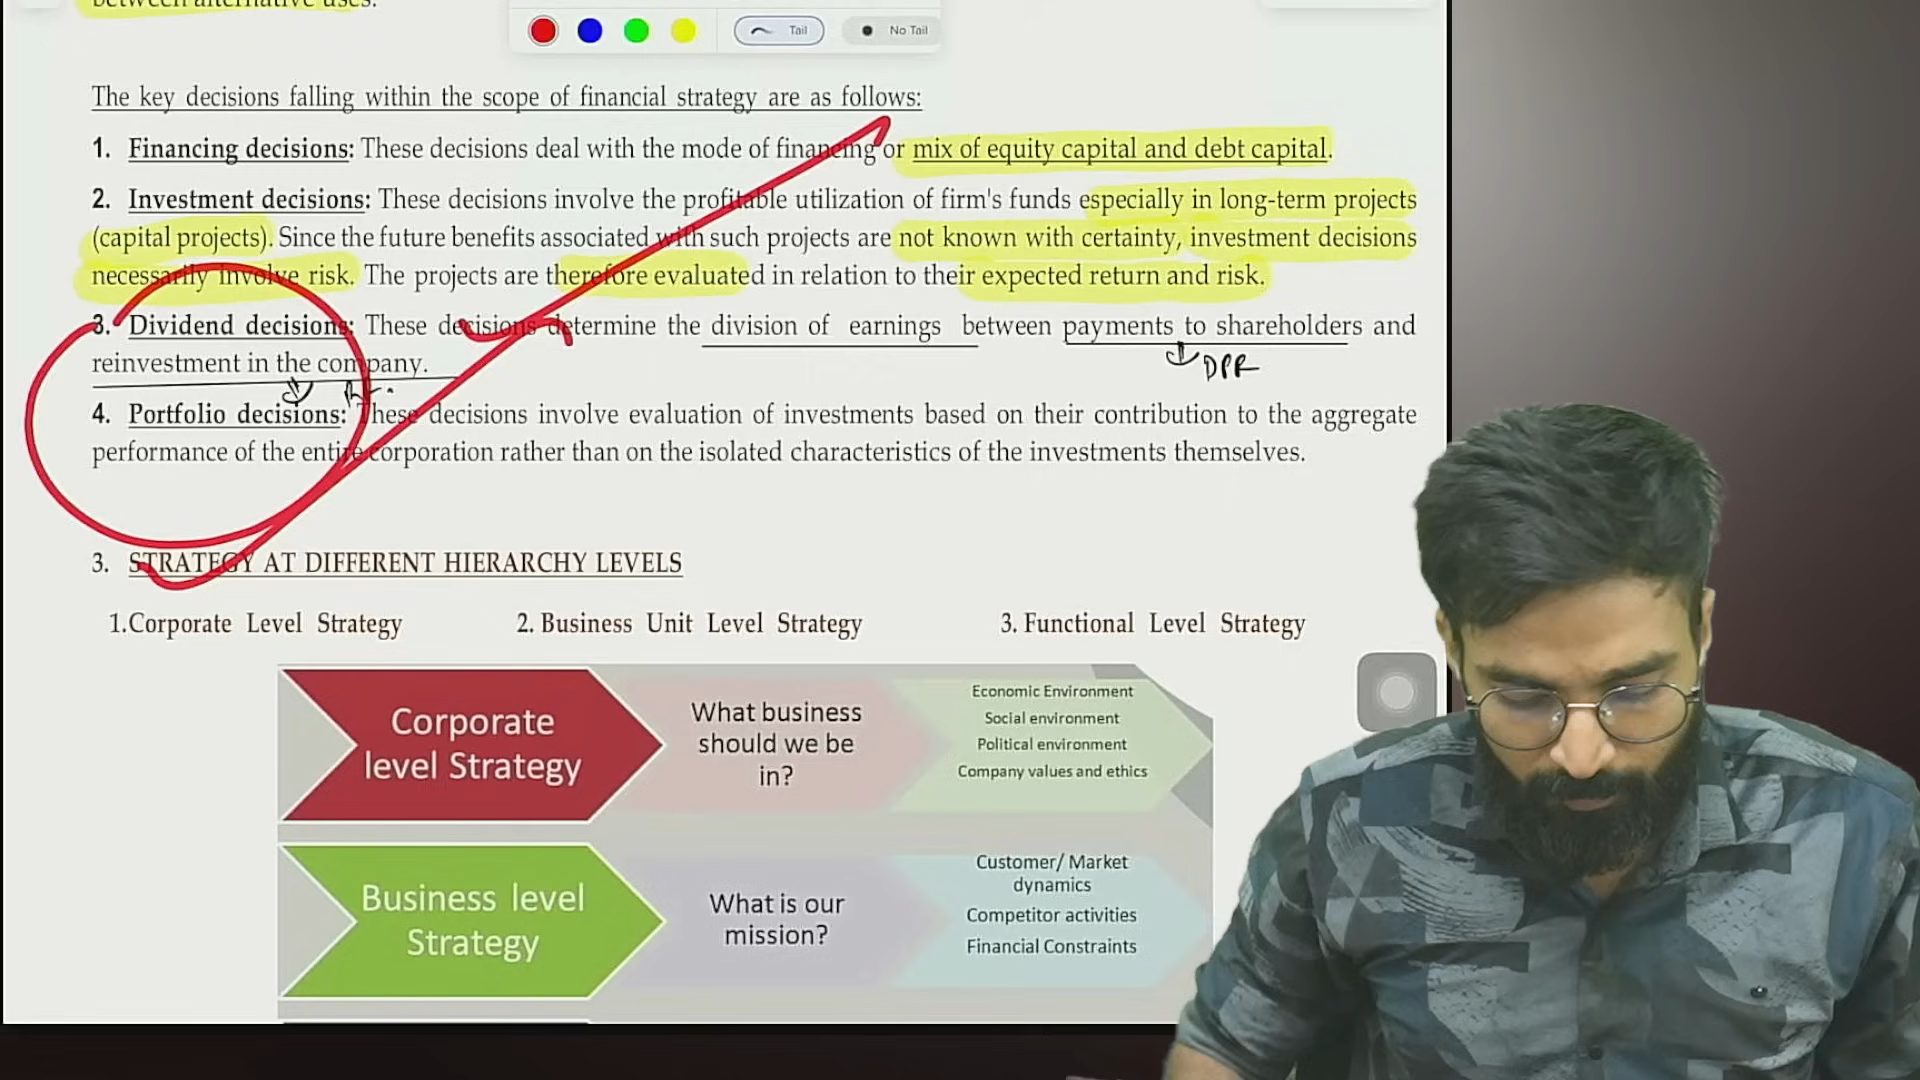 between alternative uses.
Tail
No Tail
The key decisions falling within the scope of financial strategy are as follows:
1. Financing decisions: These decisions deal with the mode of financing or mix of equity capital and debt capital.
2. Investment decisions: These decisions involve the profitable utilization of firm's funds especially in long-term projects
(capital projects). Since the future benefits associated with such projects are not known with certainty, investment decisions
necessarily involve risk. The projects are therefore evaluated in relation to their expected return and risk.
3. Dividend decisions: These decisions determine the division of earnings between payments to shareholders and
reinvestment in the company.
DPR
4. Portfolio decisions: These decisions involve evaluation of investments based on their contribution to the aggregate
performance of the entire corporation rather than on the isolated characteristics of the investments themselves.
3. STRATEGY AT DIFFERENT HIERARCHY LEVELS
1.Corporate Level Strategy 2. Business Unit Level Strategy 3. Functional Level Strategy
Corporate
level Strategy
What business
should we be
in?
Economic Environment
Social environment
Political environment
Company values and ethics
Business level
Strategy
What is our
mission?
Customer/ Market
dynamics
Competitor activities
Financial Constraints